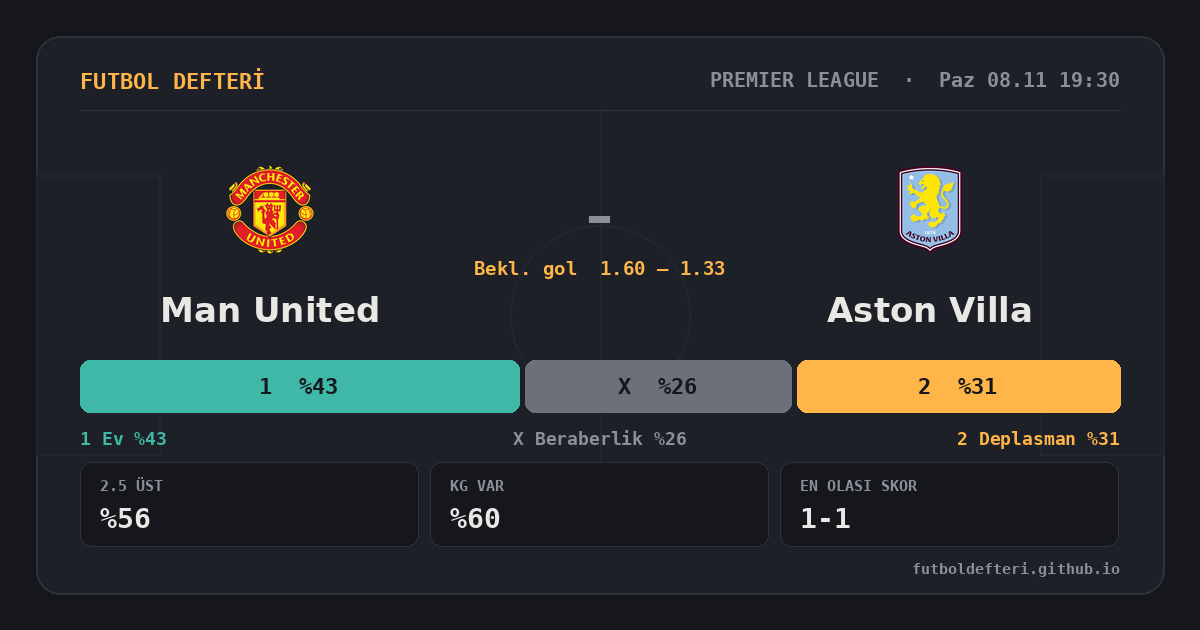 FUTBOL DEFTERİ
PREMIER LEAGUE · Paz 08.11 19:30
MANCHESTER
UNITED
ASTON VILLA
–
Bekl. gol 1.60 – 1.33
Man United
Aston Villa
1 %43
X %26
2 %31
1 Ev %43
X Beraberlik %26
2 Deplasman %31
2.5 ÜST
%56
KG VAR
%60
EN OLASI SKOR
1-1
futboldefteri.github.io